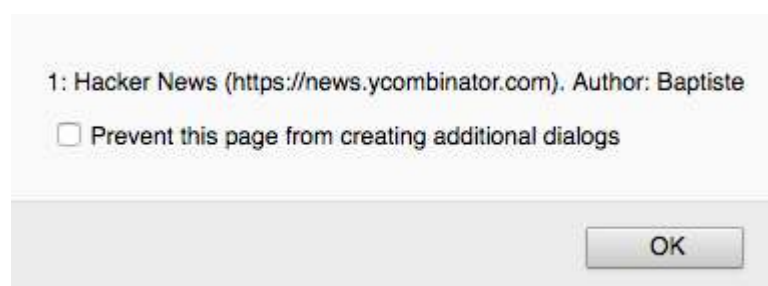 1: Hacker News (https://news.ycombinator.com). Author: Baptiste
Prevent this page from creating additional dialogs
OK